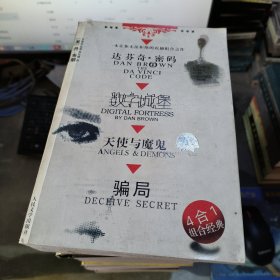 达·芬奇·密码
DAN BROWN
DA VINCI
CODE
数字城堡
DIGITAL FORTRESS
BY DAN BROWN
天使与魔鬼
ANGELS & DEMONS
骗局
DECEIVE SECRET
4合1
组合经典